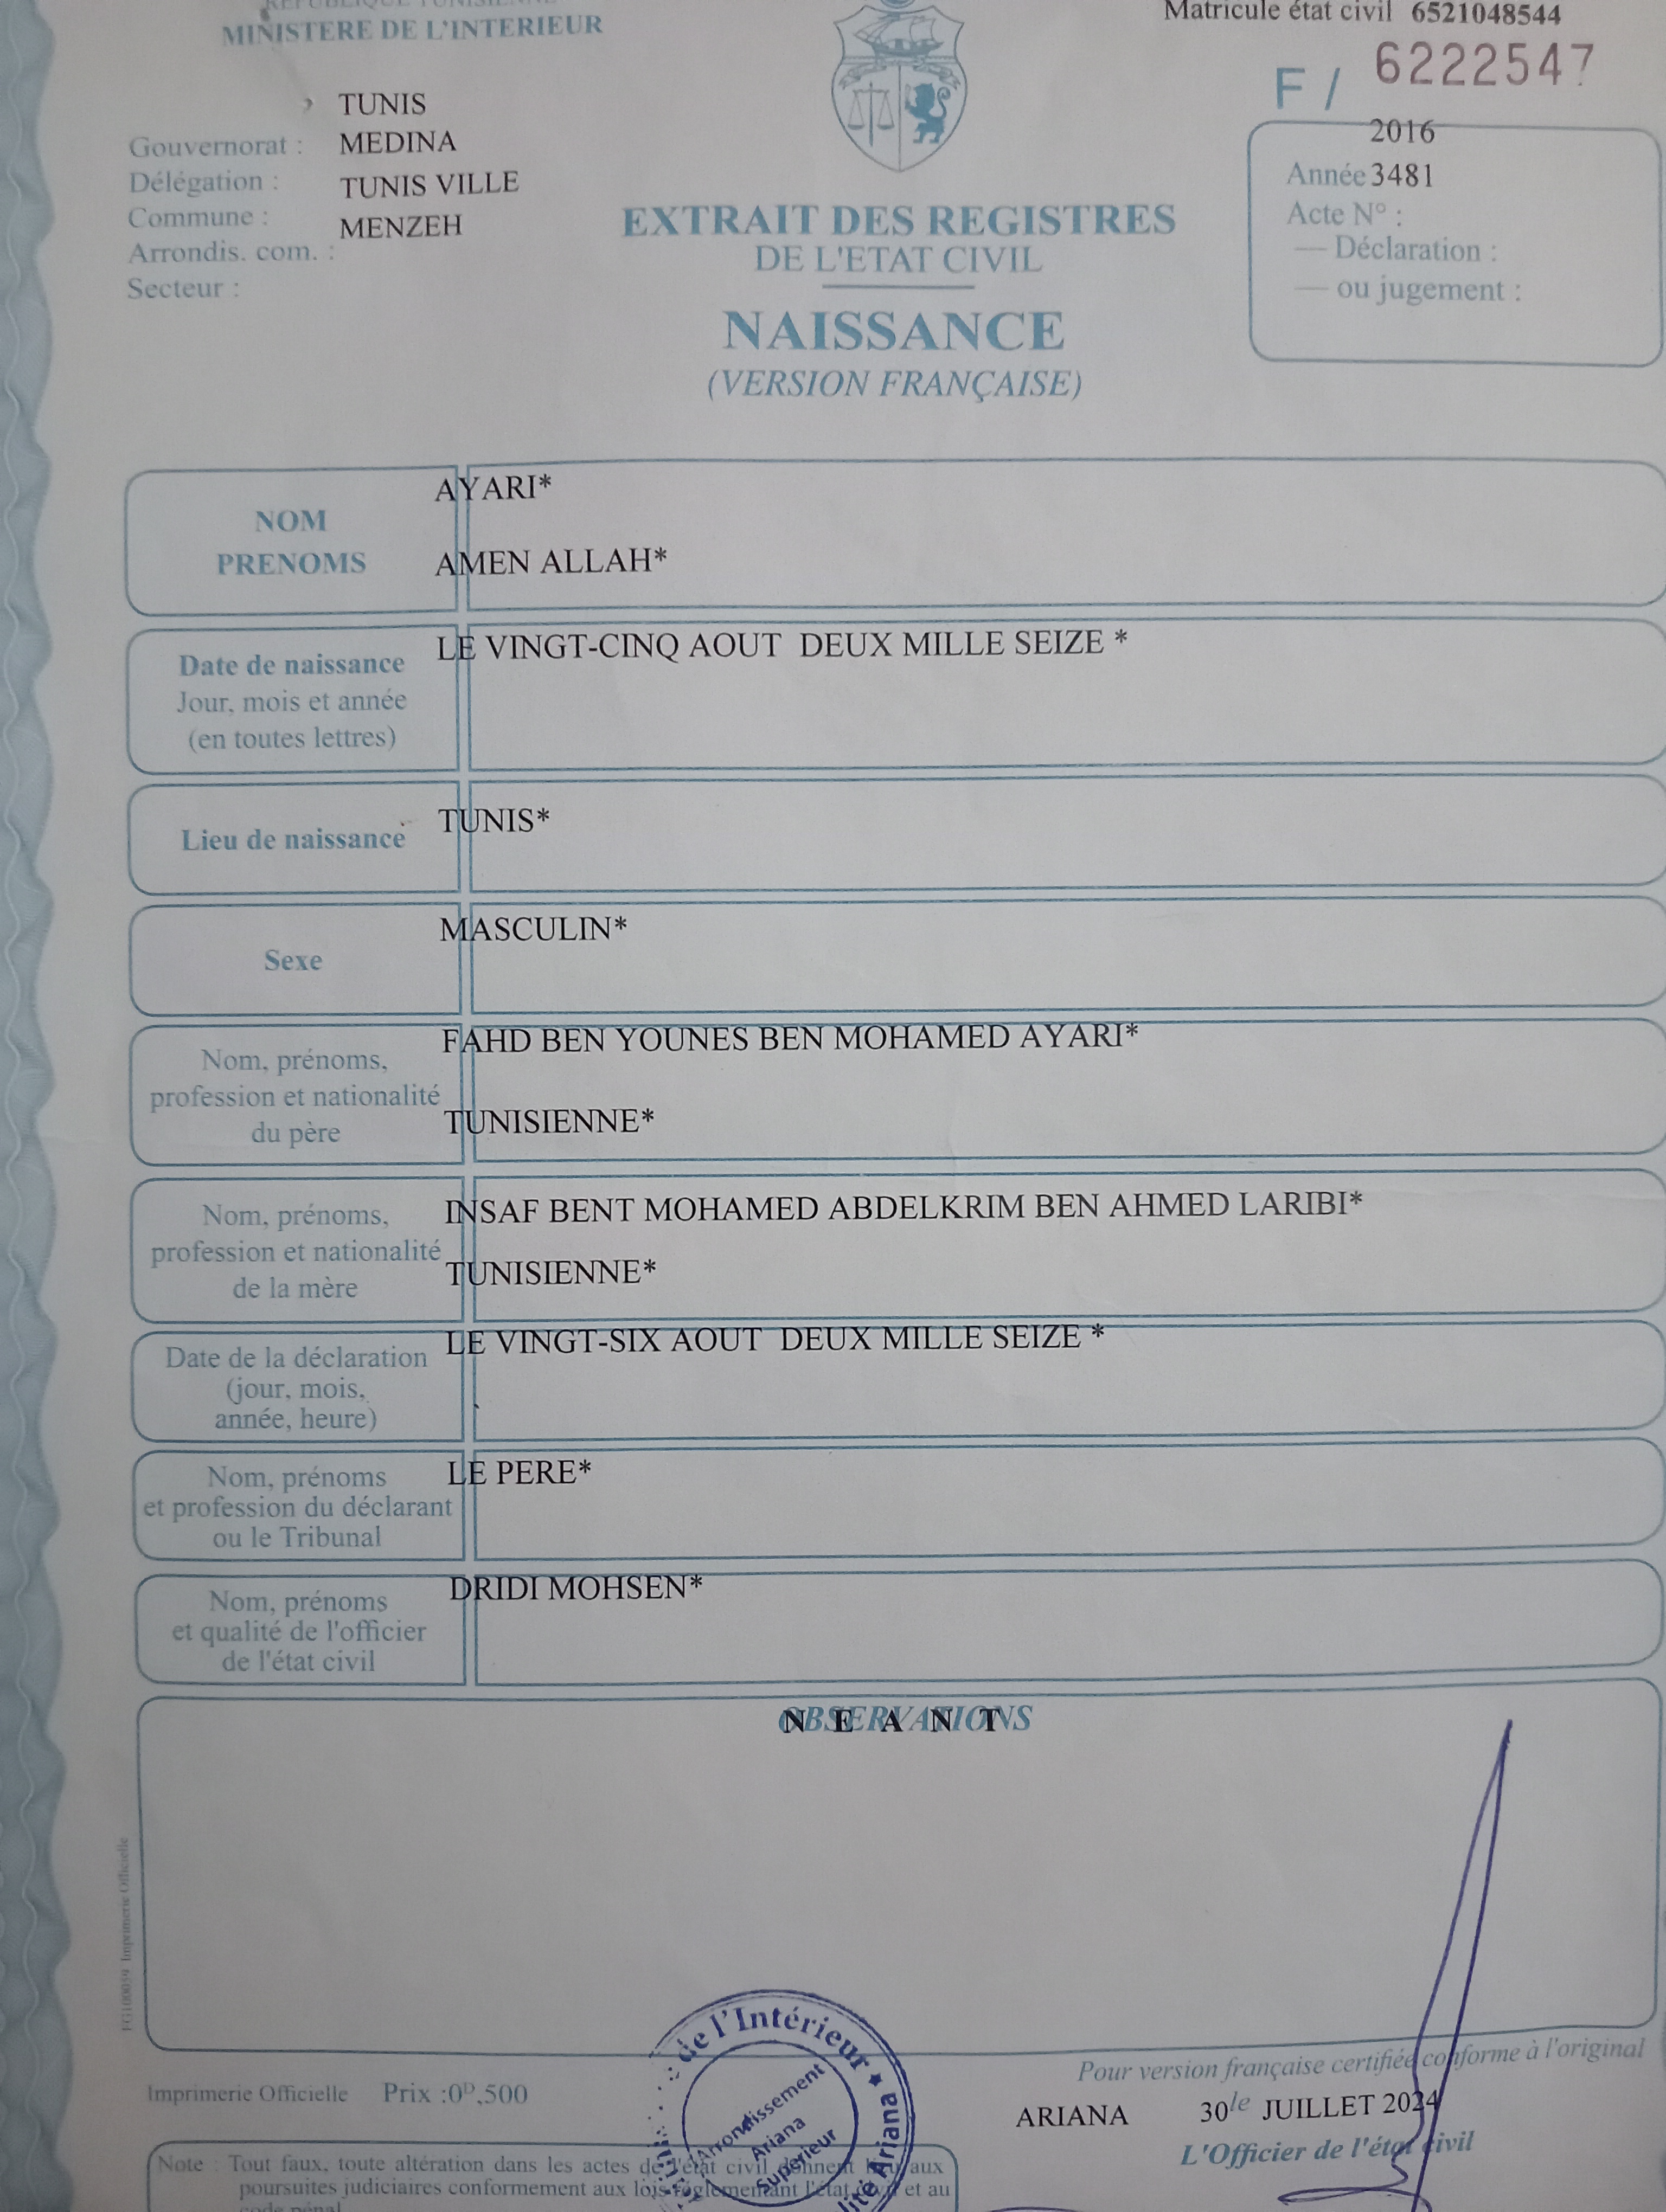 REPUBLIQUE TUNISIENNE
MINISTERE DE L'INTERIEUR
Matricule état civil 6521048544
F / 6222547
TUNIS
Gouvernorat : MEDINA
Délégation : TUNIS VILLE
Commune : MENZEH
Arrondis. com. :
Secteur :
2016
Année 3481
Acte N° :
— Déclaration :
— ou jugement :
EXTRAIT DES REGISTRES
DE L'ETAT CIVIL
NAISSANCE
(VERSION FRANÇAISE)
NOM AYARI*
PRENOMS AMEN ALLAH*
Date de naissance LE VINGT-CINQ AOUT DEUX MILLE SEIZE *
Jour, mois et année
(en toutes lettres)
Lieu de naissance TUNIS*
Sexe MASCULIN*
Nom, prénoms, FAHD BEN YOUNES BEN MOHAMED AYARI*
profession et nationalité
du père TUNISIENNE*
Nom, prénoms, INSAF BENT MOHAMED ABDELKRIM BEN AHMED LARIBI*
profession et nationalité
de la mère TUNISIENNE*
Date de la déclaration LE VINGT-SIX AOUT DEUX MILLE SEIZE *
(jour, mois,
année, heure)
Nom, prénoms LE PERE*
et profession du déclarant
ou le Tribunal
Nom, prénoms DRIDI MOHSEN*
et qualité de l'officier
de l'état civil
OBSERVATIONS
N E A N T
FG100059 Imprimerie Officielle
Imprimerie Officielle Prix :0ᴰ,500
de l'Intérieur ★
Arrondissement
Ariana
Supérieur
Ariana
Pour version française certifiée conforme à l'original
ARIANA 30 le JUILLET 2024
L'Officier de l'état civil
Note : Tout faux, toute altération dans les actes de l'état civil donnent lieu aux
poursuites judiciaires conformement aux lois réglementant l'état civil et au
code pénal